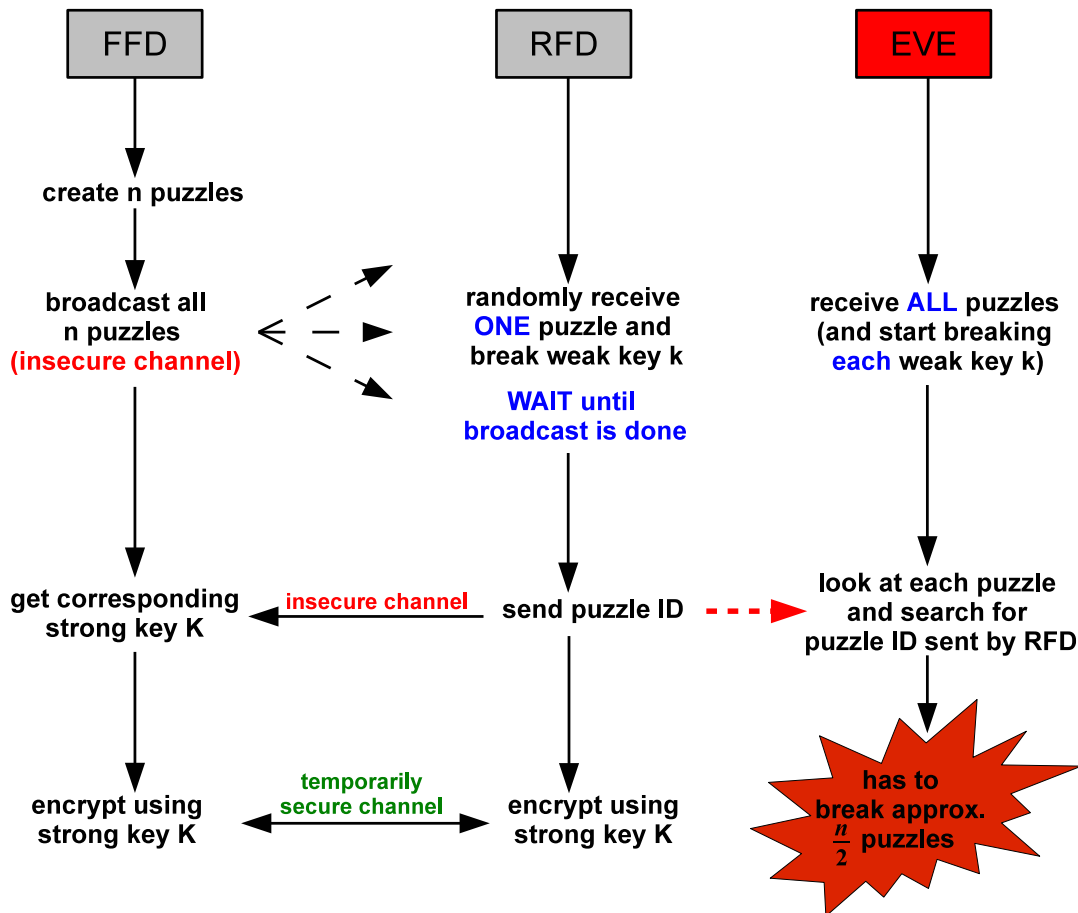 FFD
RFD
EVE
create n puzzles
broadcast all
n puzzles
(insecure channel)
randomly receive
ONE puzzle and
break weak key k
WAIT until
broadcast is done
receive ALL puzzles
(and start breaking
each weak key k)
get corresponding
strong key K
insecure channel
send puzzle ID
look at each puzzle
and search for
puzzle ID sent by RFD
encrypt using
strong key K
temporarily
secure channel
encrypt using
strong key K
has to
break approx.
n/2 puzzles